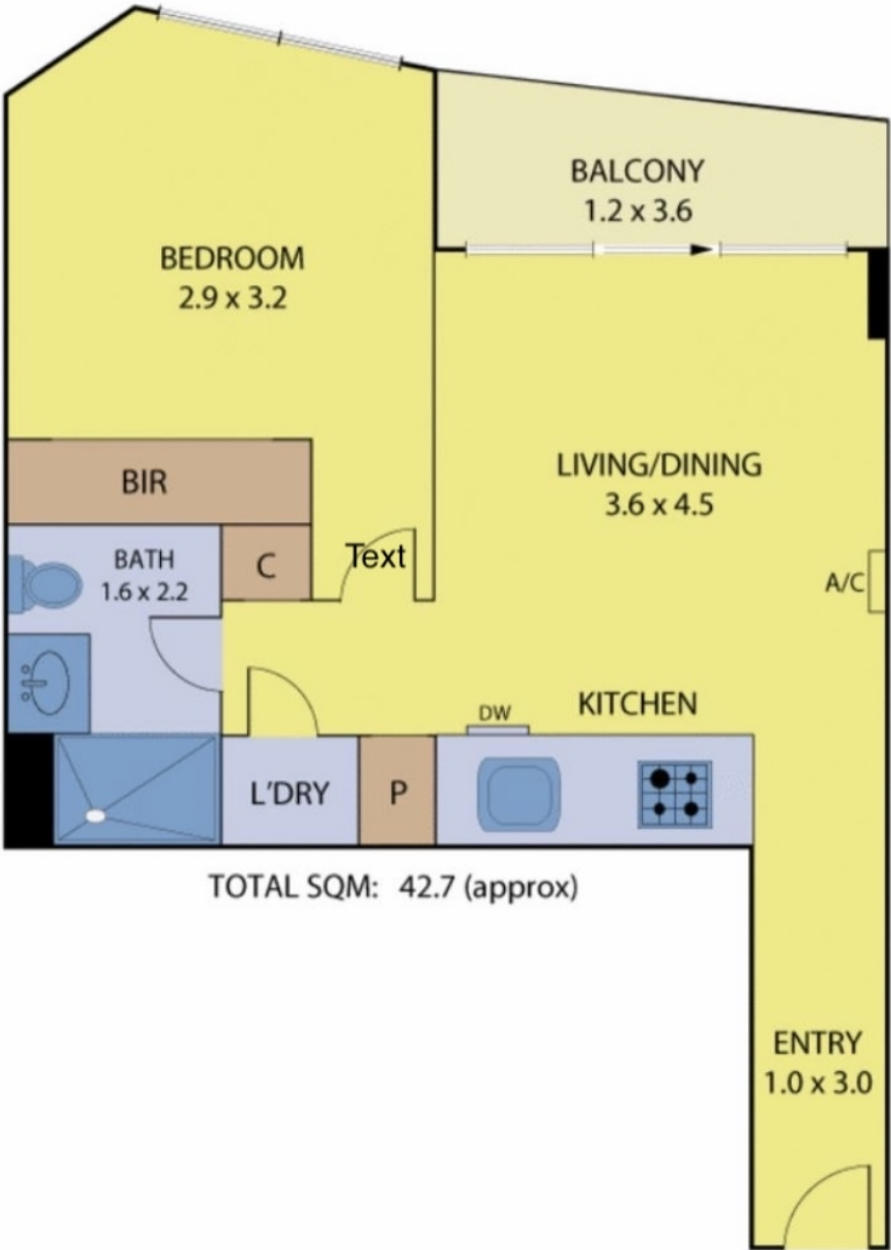 BALCONY
1.2 x 3.6
BEDROOM
2.9 x 3.2
LIVING/DINING
3.6 x 4.5
BIR
BATH
1.6 x 2.2
C
Text
A/C
DW
KITCHEN
L'DRY
P
TOTAL SQM: 42.7 (approx)
ENTRY
1.0 x 3.0